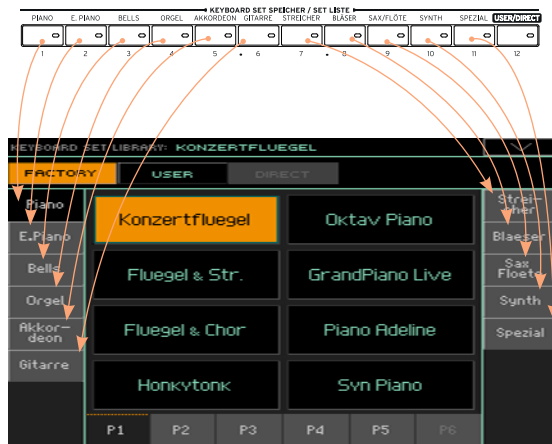 KEYBOARD SET SPEICHER / SET LISTE
PIANO E. PIANO BELLS ORGEL AKKORDEON GITARRE STREICHER BLÄSER SAX/FLÖTE SYNTH SPEZIAL USER/DIRECT
1 2 3 4 5 6 7 8 9 10 11 12
KEYBOARD SET LIBRARY: KONZERTFLUEGEL
FACTORY USER DIRECT
Piano
E.Piano
Bells
Orgel
Akkor-
deon
Gitarre
Konzertfluegel Oktav Piano
Fluegel & Str. GrandPiano Live
Fluegel & Chor Piano Adeline
Honkytonk Syn Piano
Strei-
cher
Blaeser
Sax
Floete
Synth
Spezial
P1 P2 P3 P4 P5 P6